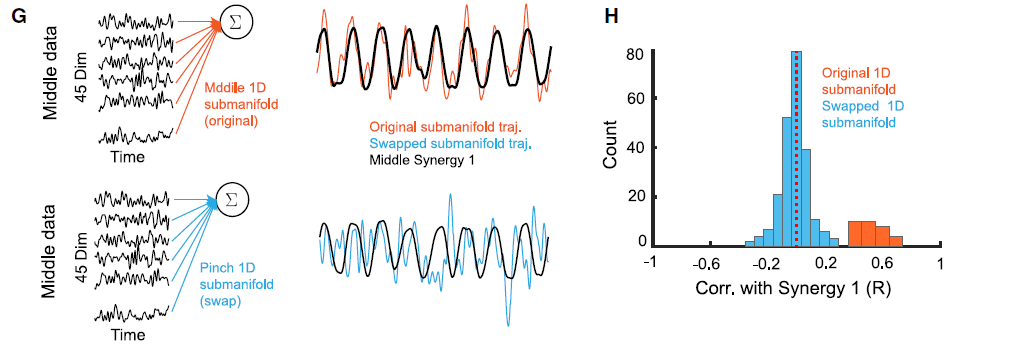 G
Middle data
45 Dim
Σ
Mddile 1D
submanifold
(original)
Time
Original submanifold traj.
Swapped submanifold traj.
Middle Synergy 1
Middle data
45 Dim
Σ
Pinch 1D
submanifold
(swap)
Time
H
Count
80
60
40
20
0
Original 1D
submanifold
Swapped 1D
submanifold
-1
-0.6
-0.2
0.2
0.6
1
Corr. with Synergy 1 (R)